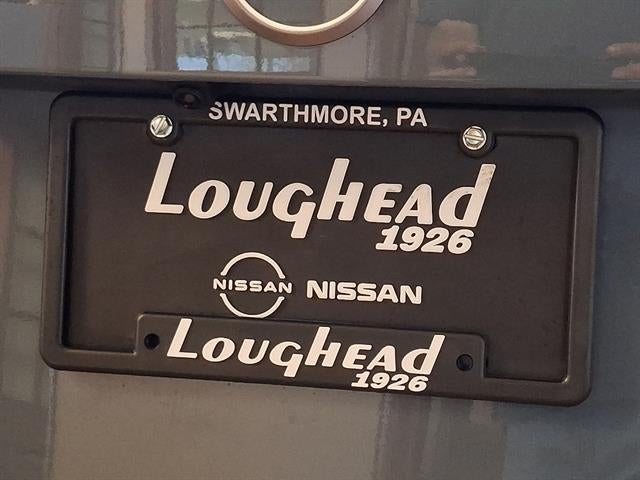 SWARTHMORE, PA
LougHEAd
1926
NISSAN NISSAN
LougHEAd
1926